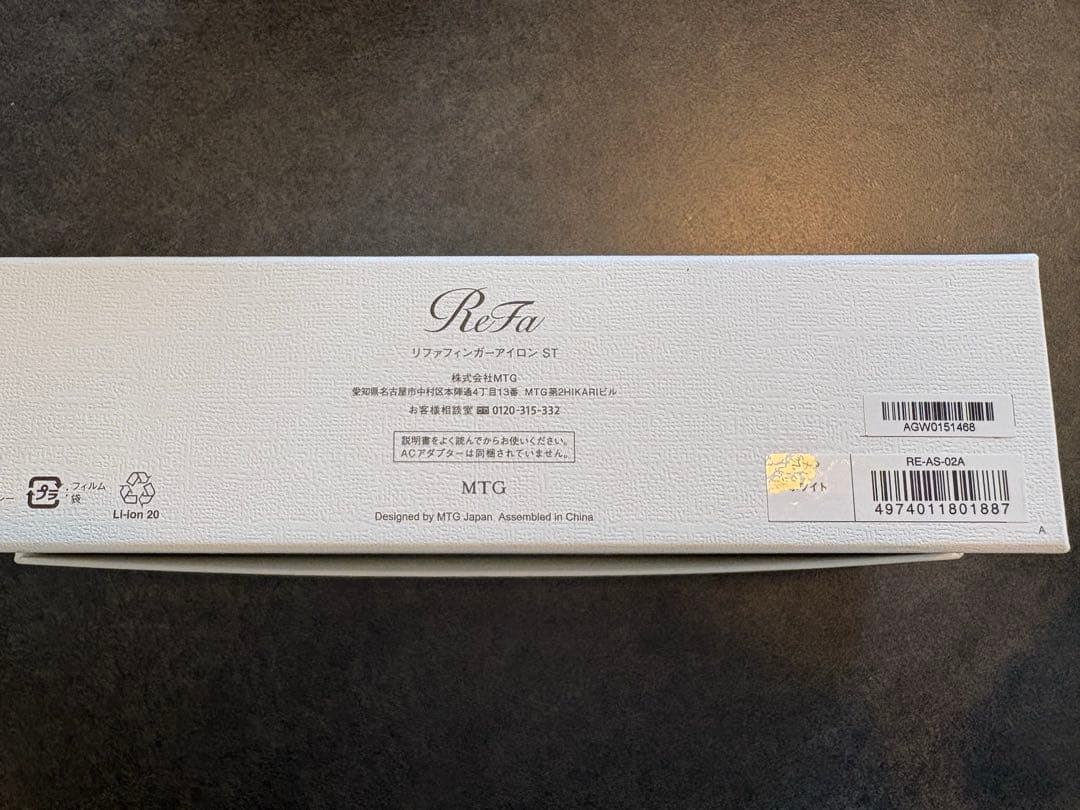 ReFa
リファフィンガーアイロン ST
株式会社MTG
愛知県名古屋市中村区本陣通4丁目13番 MTG第2HIKARIビル
お客様相談室 0120-315-332
説明書をよく読んでからお使いください。
ACアダプターは同梱されていません。
MTG
Designed by MTG Japan Assembled in China
プラ
:フィルム
袋
Li-ion 20
AGW0151468
RE-AS-02A
ホワイト
4974011801887
A